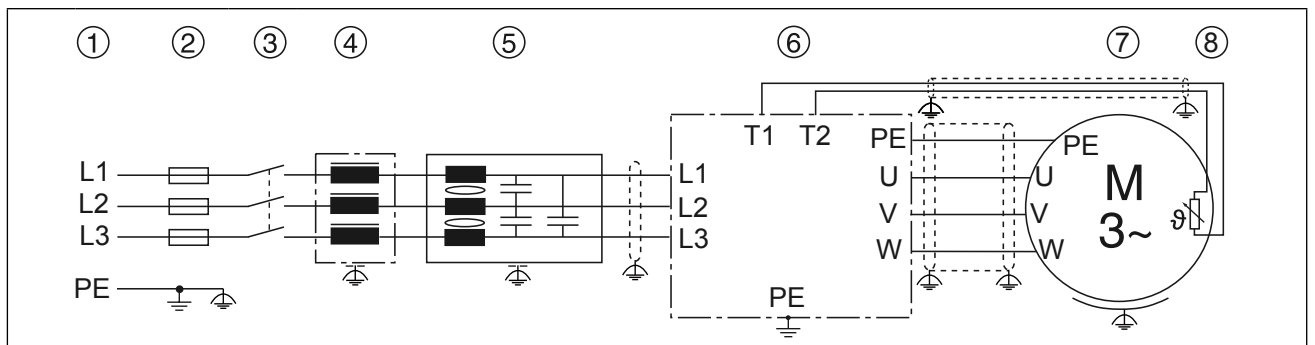 ① ② ③ ④ ⑤ ⑥ ⑦ ⑧
T1 T2
PE PE
L1 L1 U U M
L2 L2 V V 3~ ϑ
L3 L3 W W
PE PE